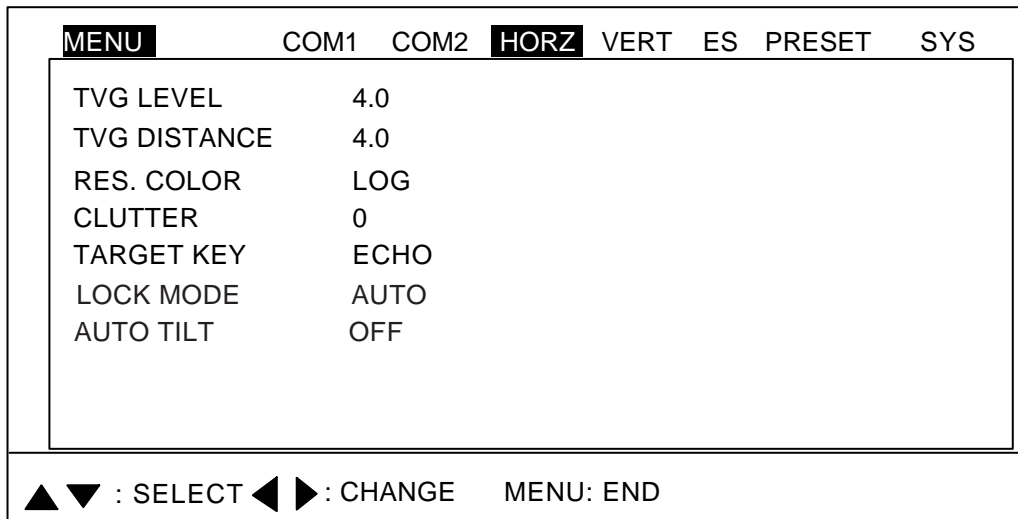 MENU COM1 COM2 HORZ VERT ES PRESET SYS
TVG LEVEL 4.0
TVG DISTANCE 4.0
RES. COLOR LOG
CLUTTER 0
TARGET KEY ECHO
LOCK MODE AUTO
AUTO TILT OFF
▲ ▼ : SELECT ◀ ▶ : CHANGE MENU: END